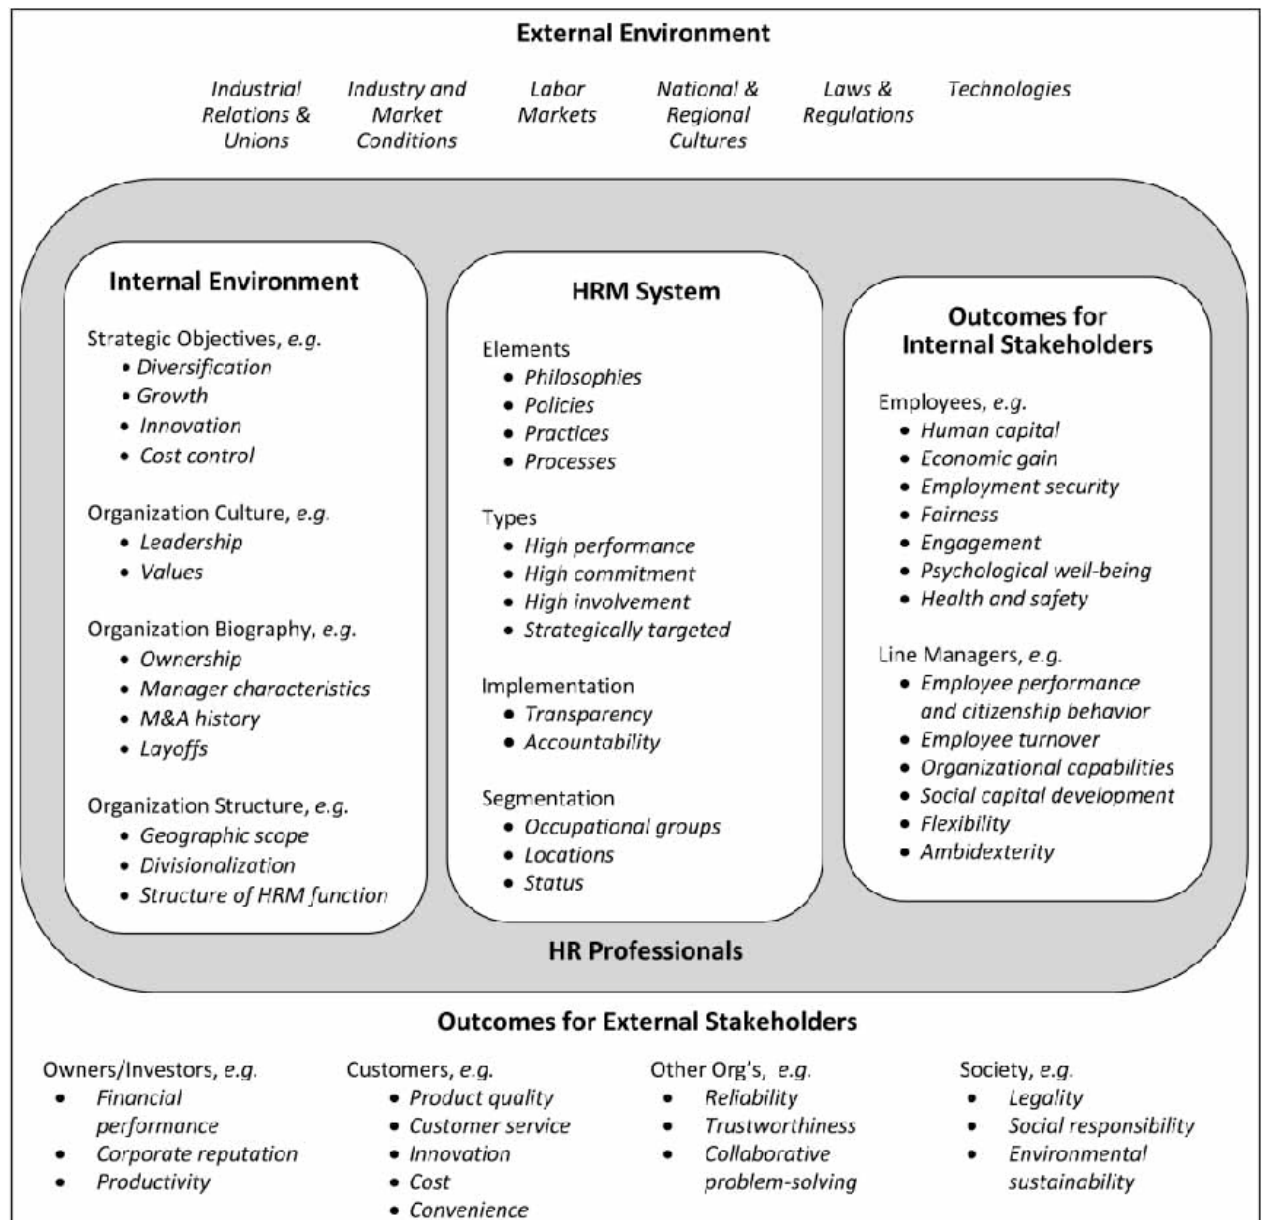 External Environment
Industrial Relations & Unions
Industry and Market Conditions
Labor Markets
National & Regional Cultures
Laws & Regulations
Technologies
Internal Environment
Strategic Objectives, e.g.
• Diversification
• Growth
• Innovation
• Cost control
Organization Culture, e.g.
• Leadership
• Values
Organization Biography, e.g.
• Ownership
• Manager characteristics
• M&A history
• Layoffs
Organization Structure, e.g.
• Geographic scope
• Divisionalization
• Structure of HRM function
HRM System
Elements
• Philosophies
• Policies
• Practices
• Processes
Types
• High performance
• High commitment
• High involvement
• Strategically targeted
Implementation
• Transparency
• Accountability
Segmentation
• Occupational groups
• Locations
• Status
Outcomes for
Internal Stakeholders
Employees, e.g.
• Human capital
• Economic gain
• Employment security
• Fairness
• Engagement
• Psychological well-being
• Health and safety
Line Managers, e.g.
• Employee performance
and citizenship behavior
• Employee turnover
• Organizational capabilities
• Social capital development
• Flexibility
• Ambidexterity
HR Professionals
Outcomes for External Stakeholders
Owners/Investors, e.g.
• Financial
performance
• Corporate reputation
• Productivity
Customers, e.g.
• Product quality
• Customer service
• Innovation
• Cost
• Convenience
Other Org's, e.g.
• Reliability
• Trustworthiness
• Collaborative
problem-solving
Society, e.g.
• Legality
• Social responsibility
• Environmental
sustainability